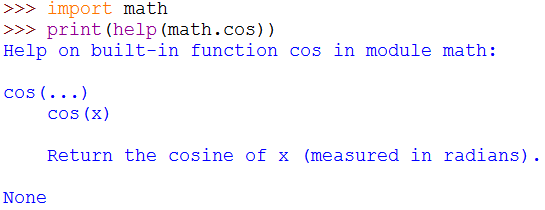 >>> import math
>>> print(help(math.cos))
Help on built-in function cos in module math:
cos(...)
    cos(x)
    Return the cosine of x (measured in radians).
None